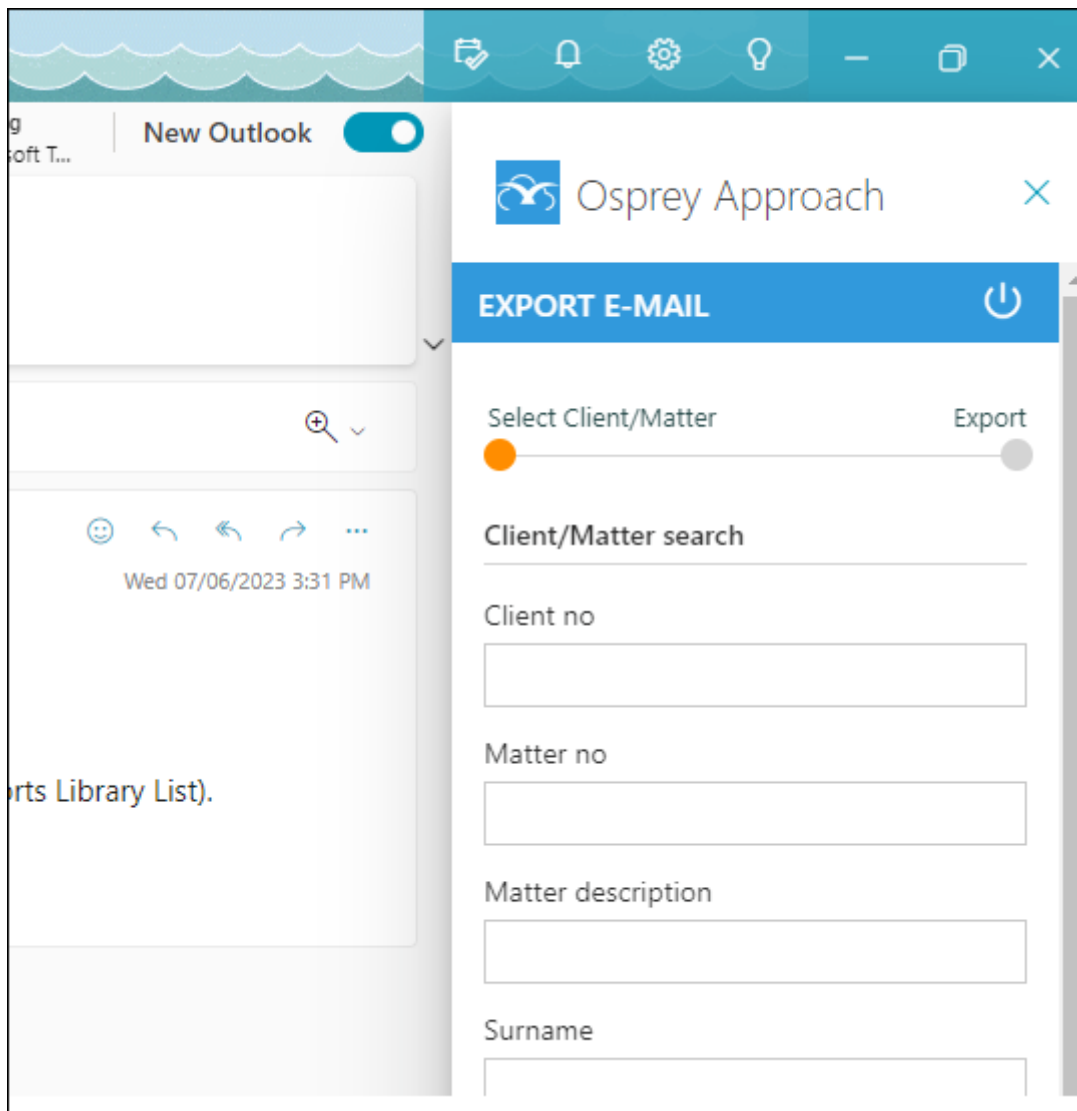 g
soft T...
New Outlook
Osprey Approach
EXPORT E-MAIL
Select Client/Matter
Export
Client/Matter search
Wed 07/06/2023 3:31 PM
Client no
Matter no
rts Library List).
Matter description
Surname